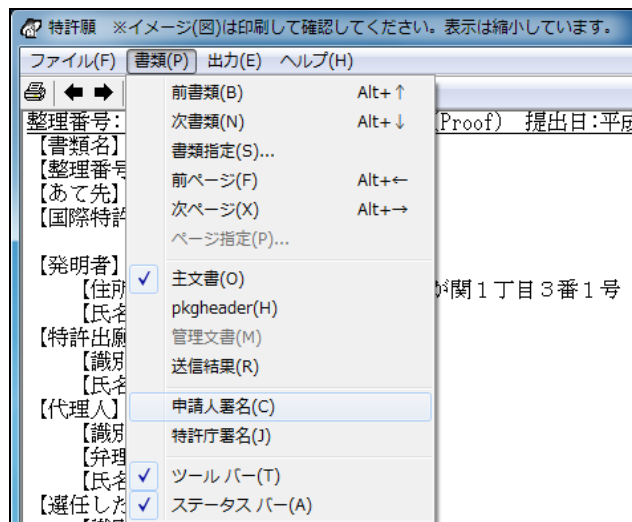 特許願 ※イメージ(図)は印刷して確認してください。表示は縮小しています。
ファイル(F) 書類(P) 出力(E) ヘルプ(H)
前書類(B) Alt+↑
次書類(N) Alt+↓
書類指定(S)...
前ページ(F) Alt+←
次ページ(X) Alt+→
ページ指定(P)...
主文書(O)
pkgheader(H)
管理文書(M)
送信結果(R)
申請人署名(C)
特許庁署名(J)
ツール バー(T)
ステータス バー(A)
整理番号: (Proof) 提出日:平成
【書類名】
【整理番号
【あて先】
【国際特許
【発明者】
【住所 が関1丁目3番1号
【氏名
【特許出願
【識別
【氏名
【代理人】
【識別
【弁理
【氏名
【選任した